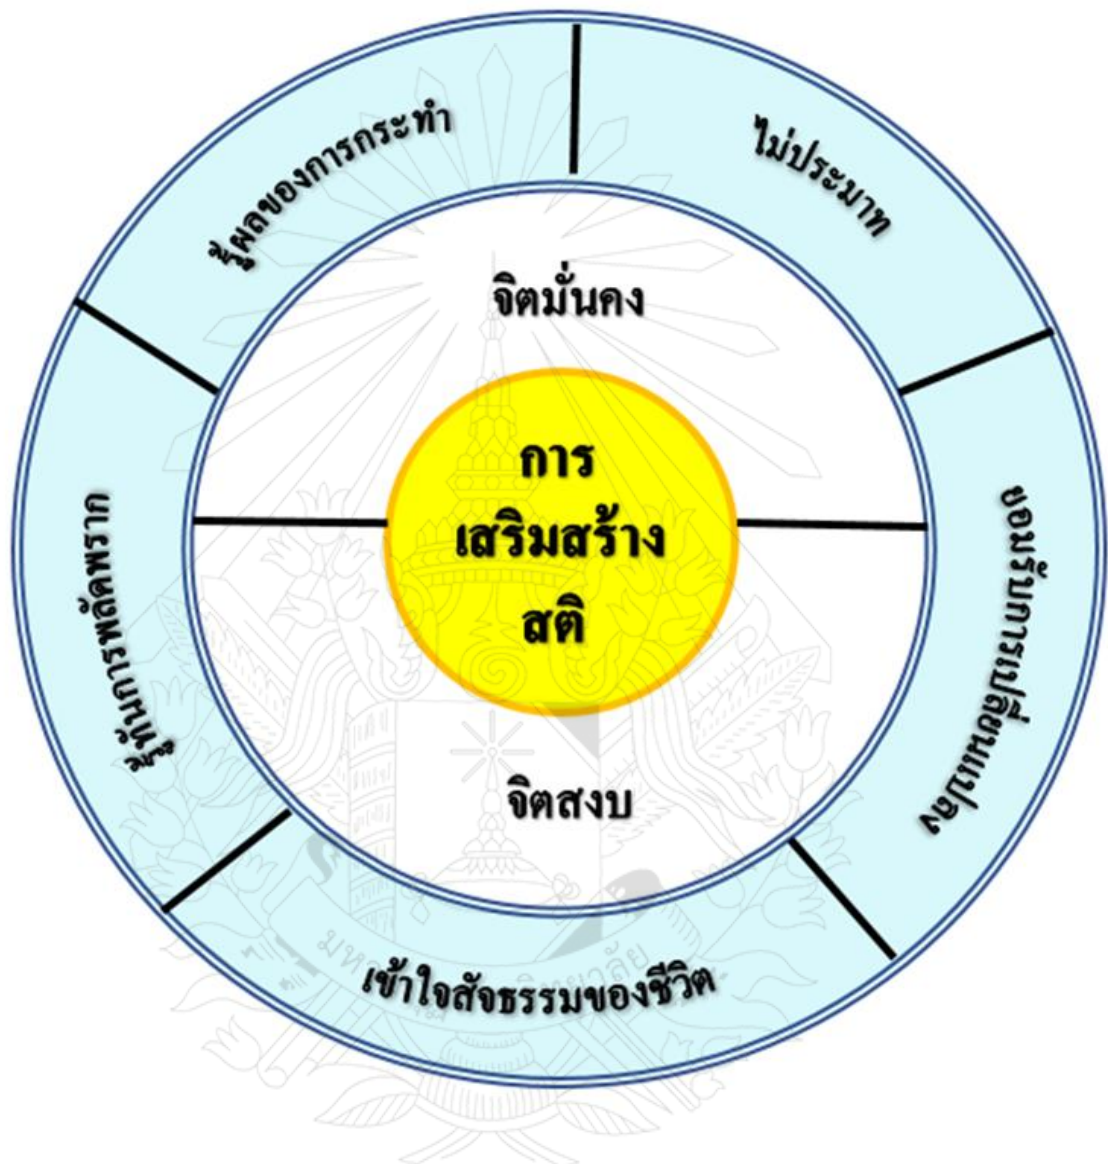 รู้ผลของการกระทำ
ไม่ประมาท
จิตมั่นคง
การ
เสริมสร้าง
สติ
รู้ทันการพลัดพราก
ยอมรับการเปลี่ยนแปลง
จิตสงบ
เข้าใจสัจธรรมของชีวิต